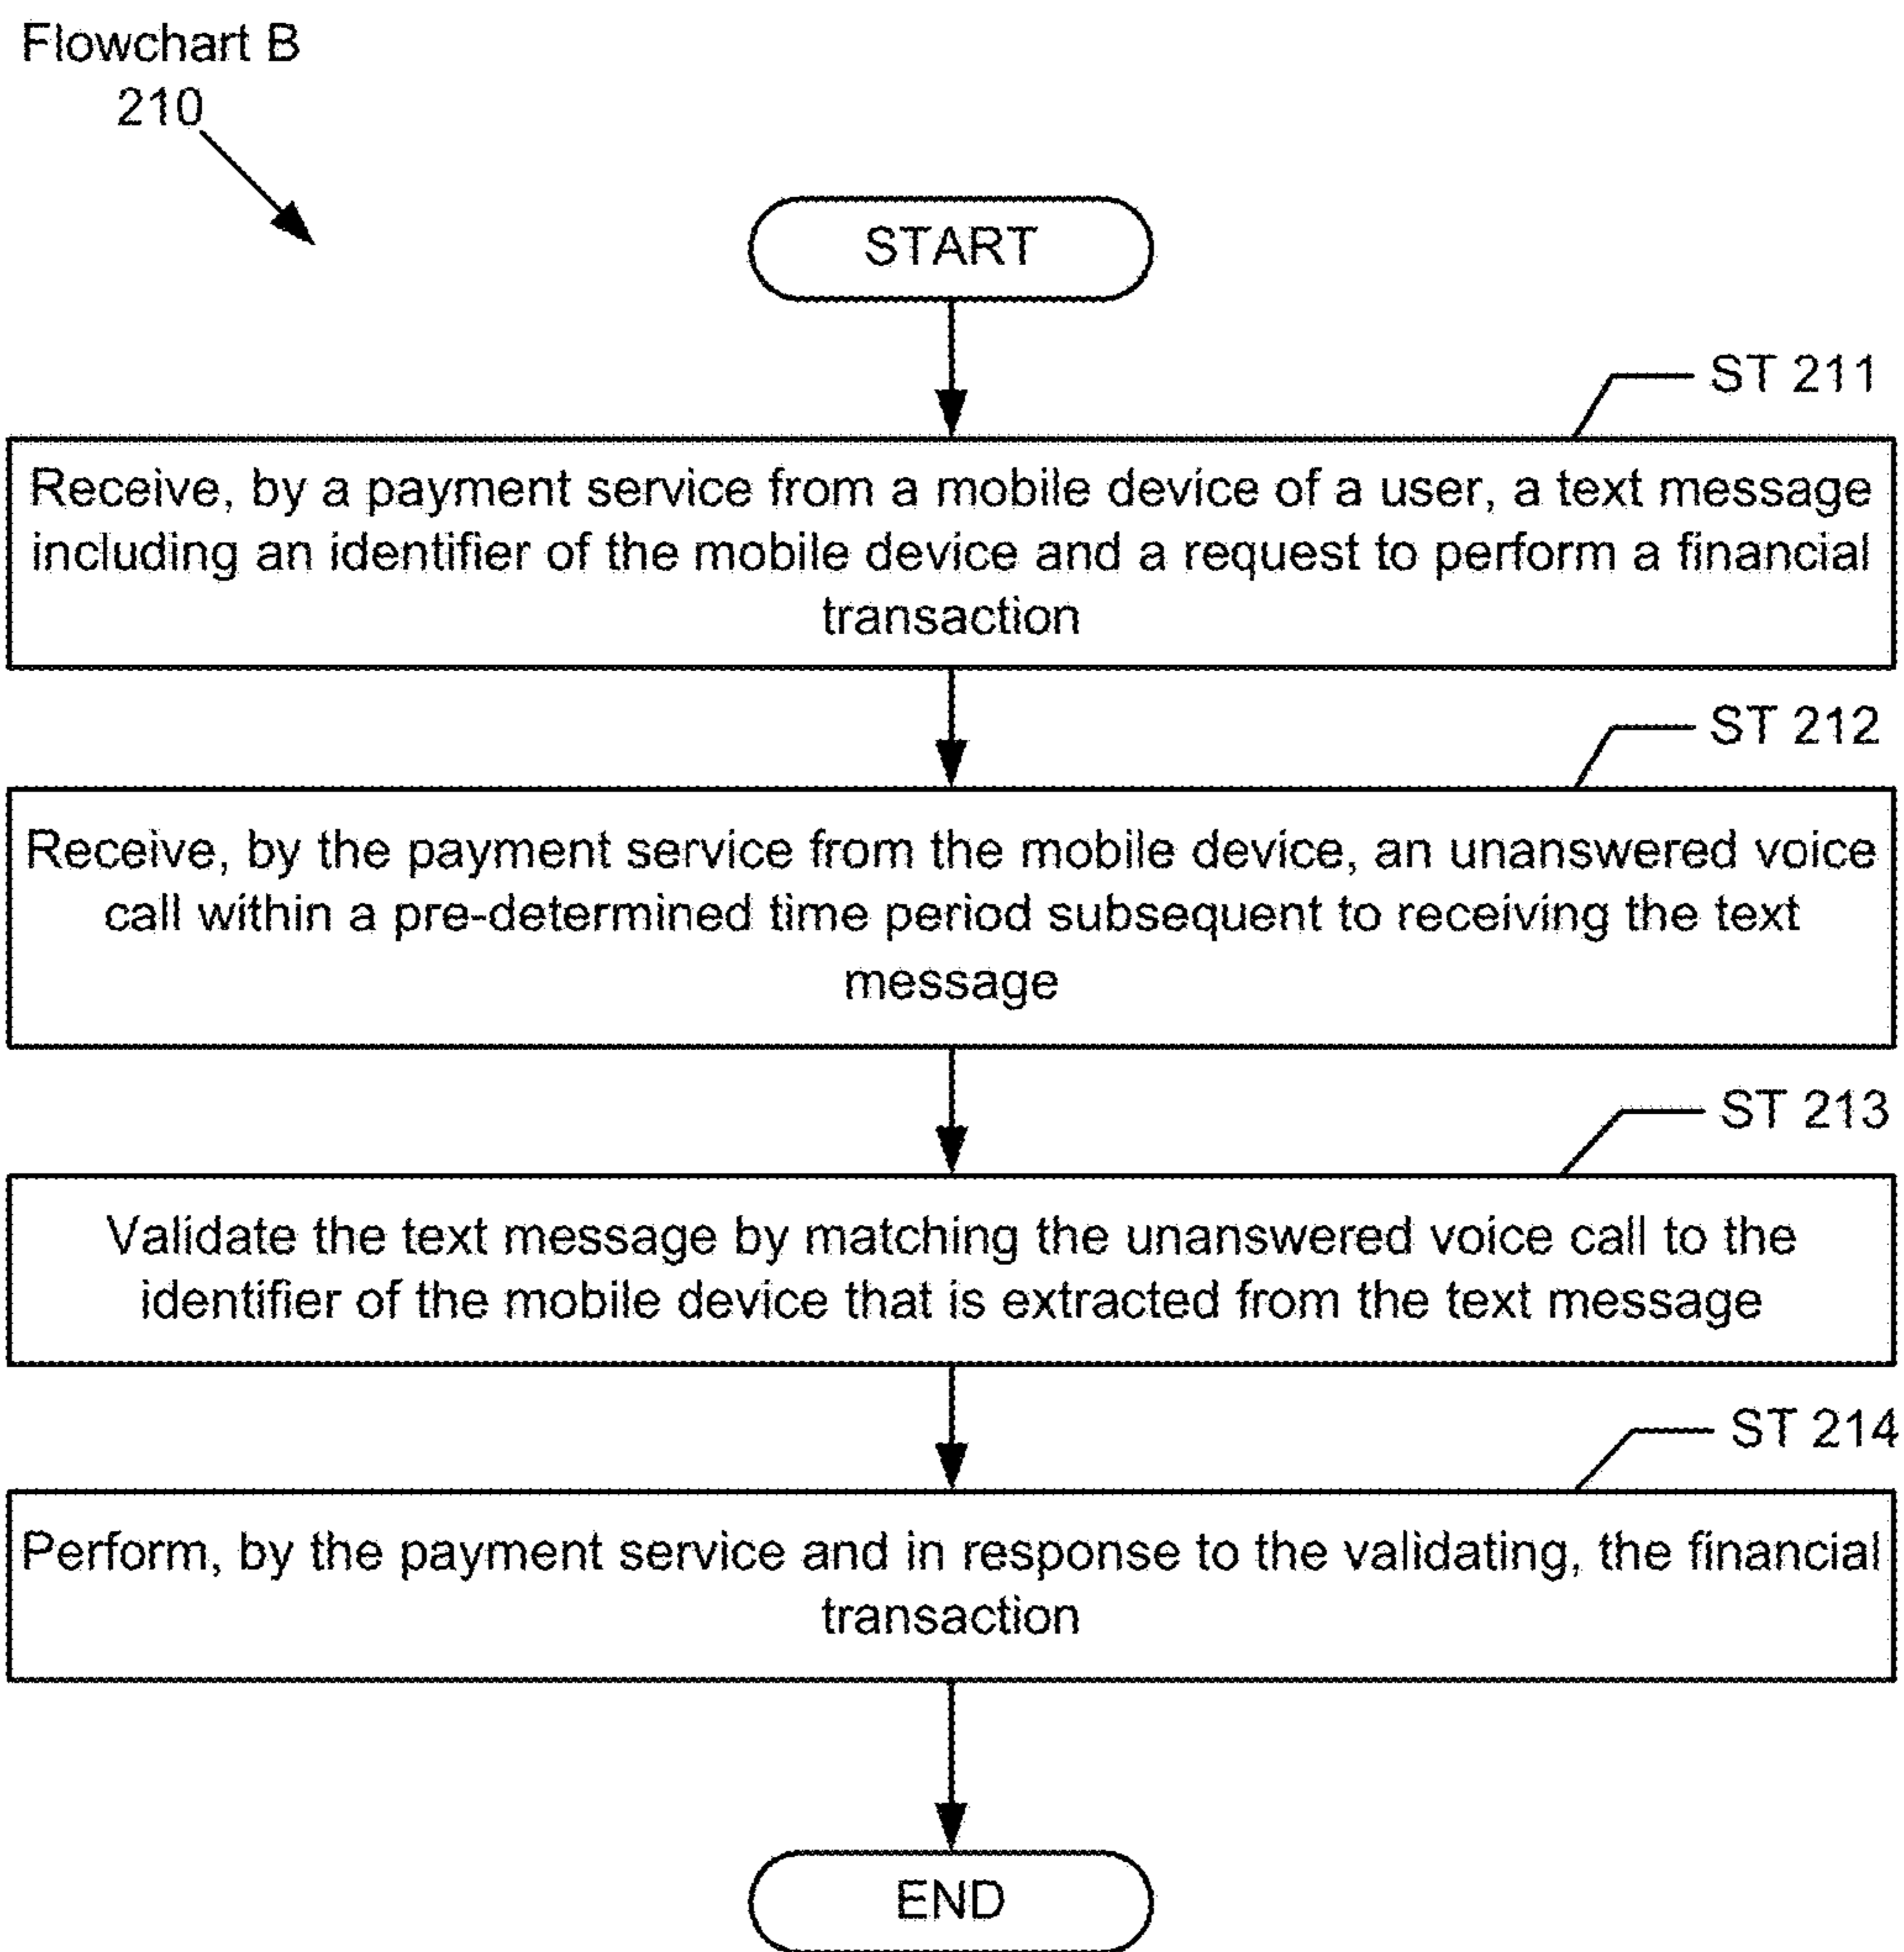 Flowchart B
210
START
ST 211
Receive, by a payment service from a mobile device of a user, a text message
including an identifier of the mobile device and a request to perform a financial
transaction
ST 212
Receive, by the payment service from the mobile device, an unanswered voice
call within a pre-determined time period subsequent to receiving the text
message
ST 213
Validate the text message by matching the unanswered voice call to the
identifier of the mobile device that is extracted from the text message
ST 214
Perform, by the payment service and in response to the validating, the financial
transaction
END